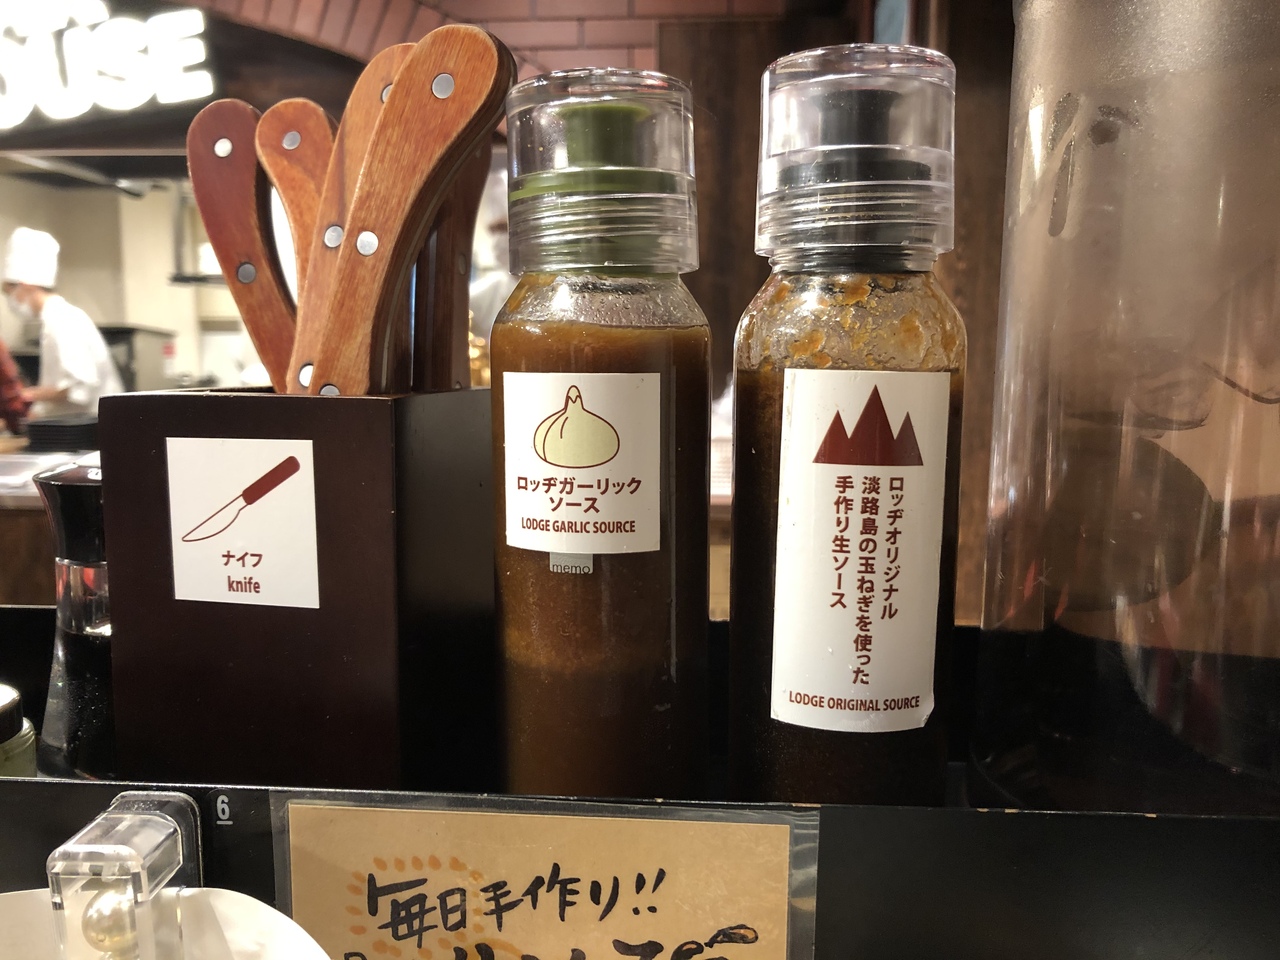 ナイフ
knife
ロッヂガーリック
ソース
LODGE GARLIC SOURCE
memo
ロッヂオリジナル
淡路島の玉ねぎを使った
手作り生ソース
LODGE ORIGINAL SOURCE
6
毎日手作り!!